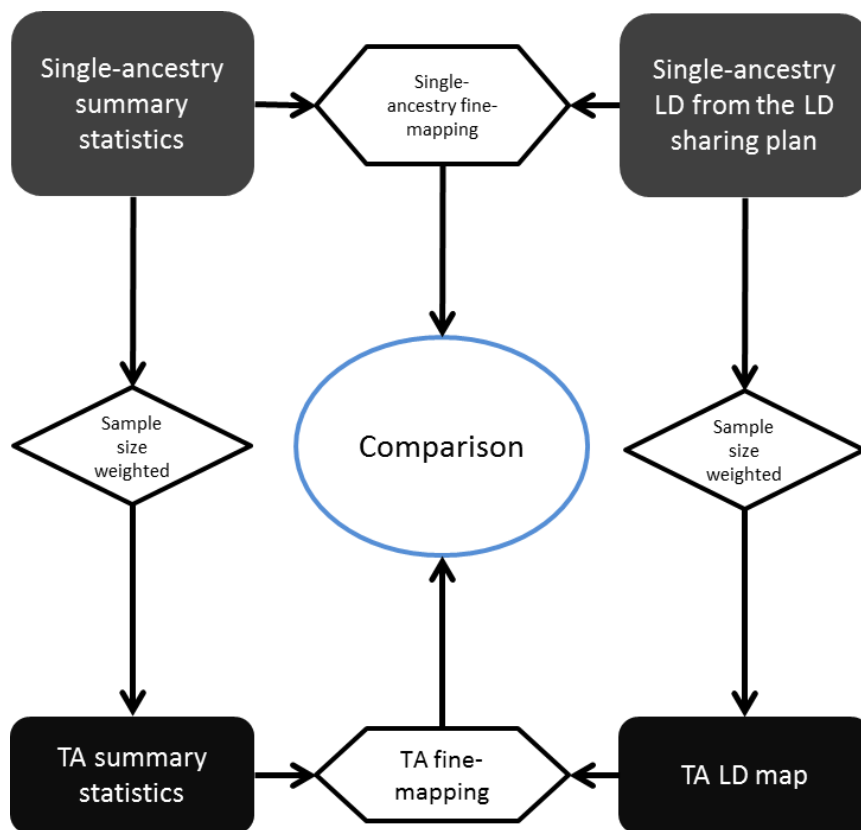 Single-ancestry
summary
statistics
Single-
ancestry fine-
mapping
Single-ancestry
LD from the LD
sharing plan
Sample
size
weighted
Comparison
Sample
size
weighted
TA summary
statistics
TA fine-
mapping
TA LD map